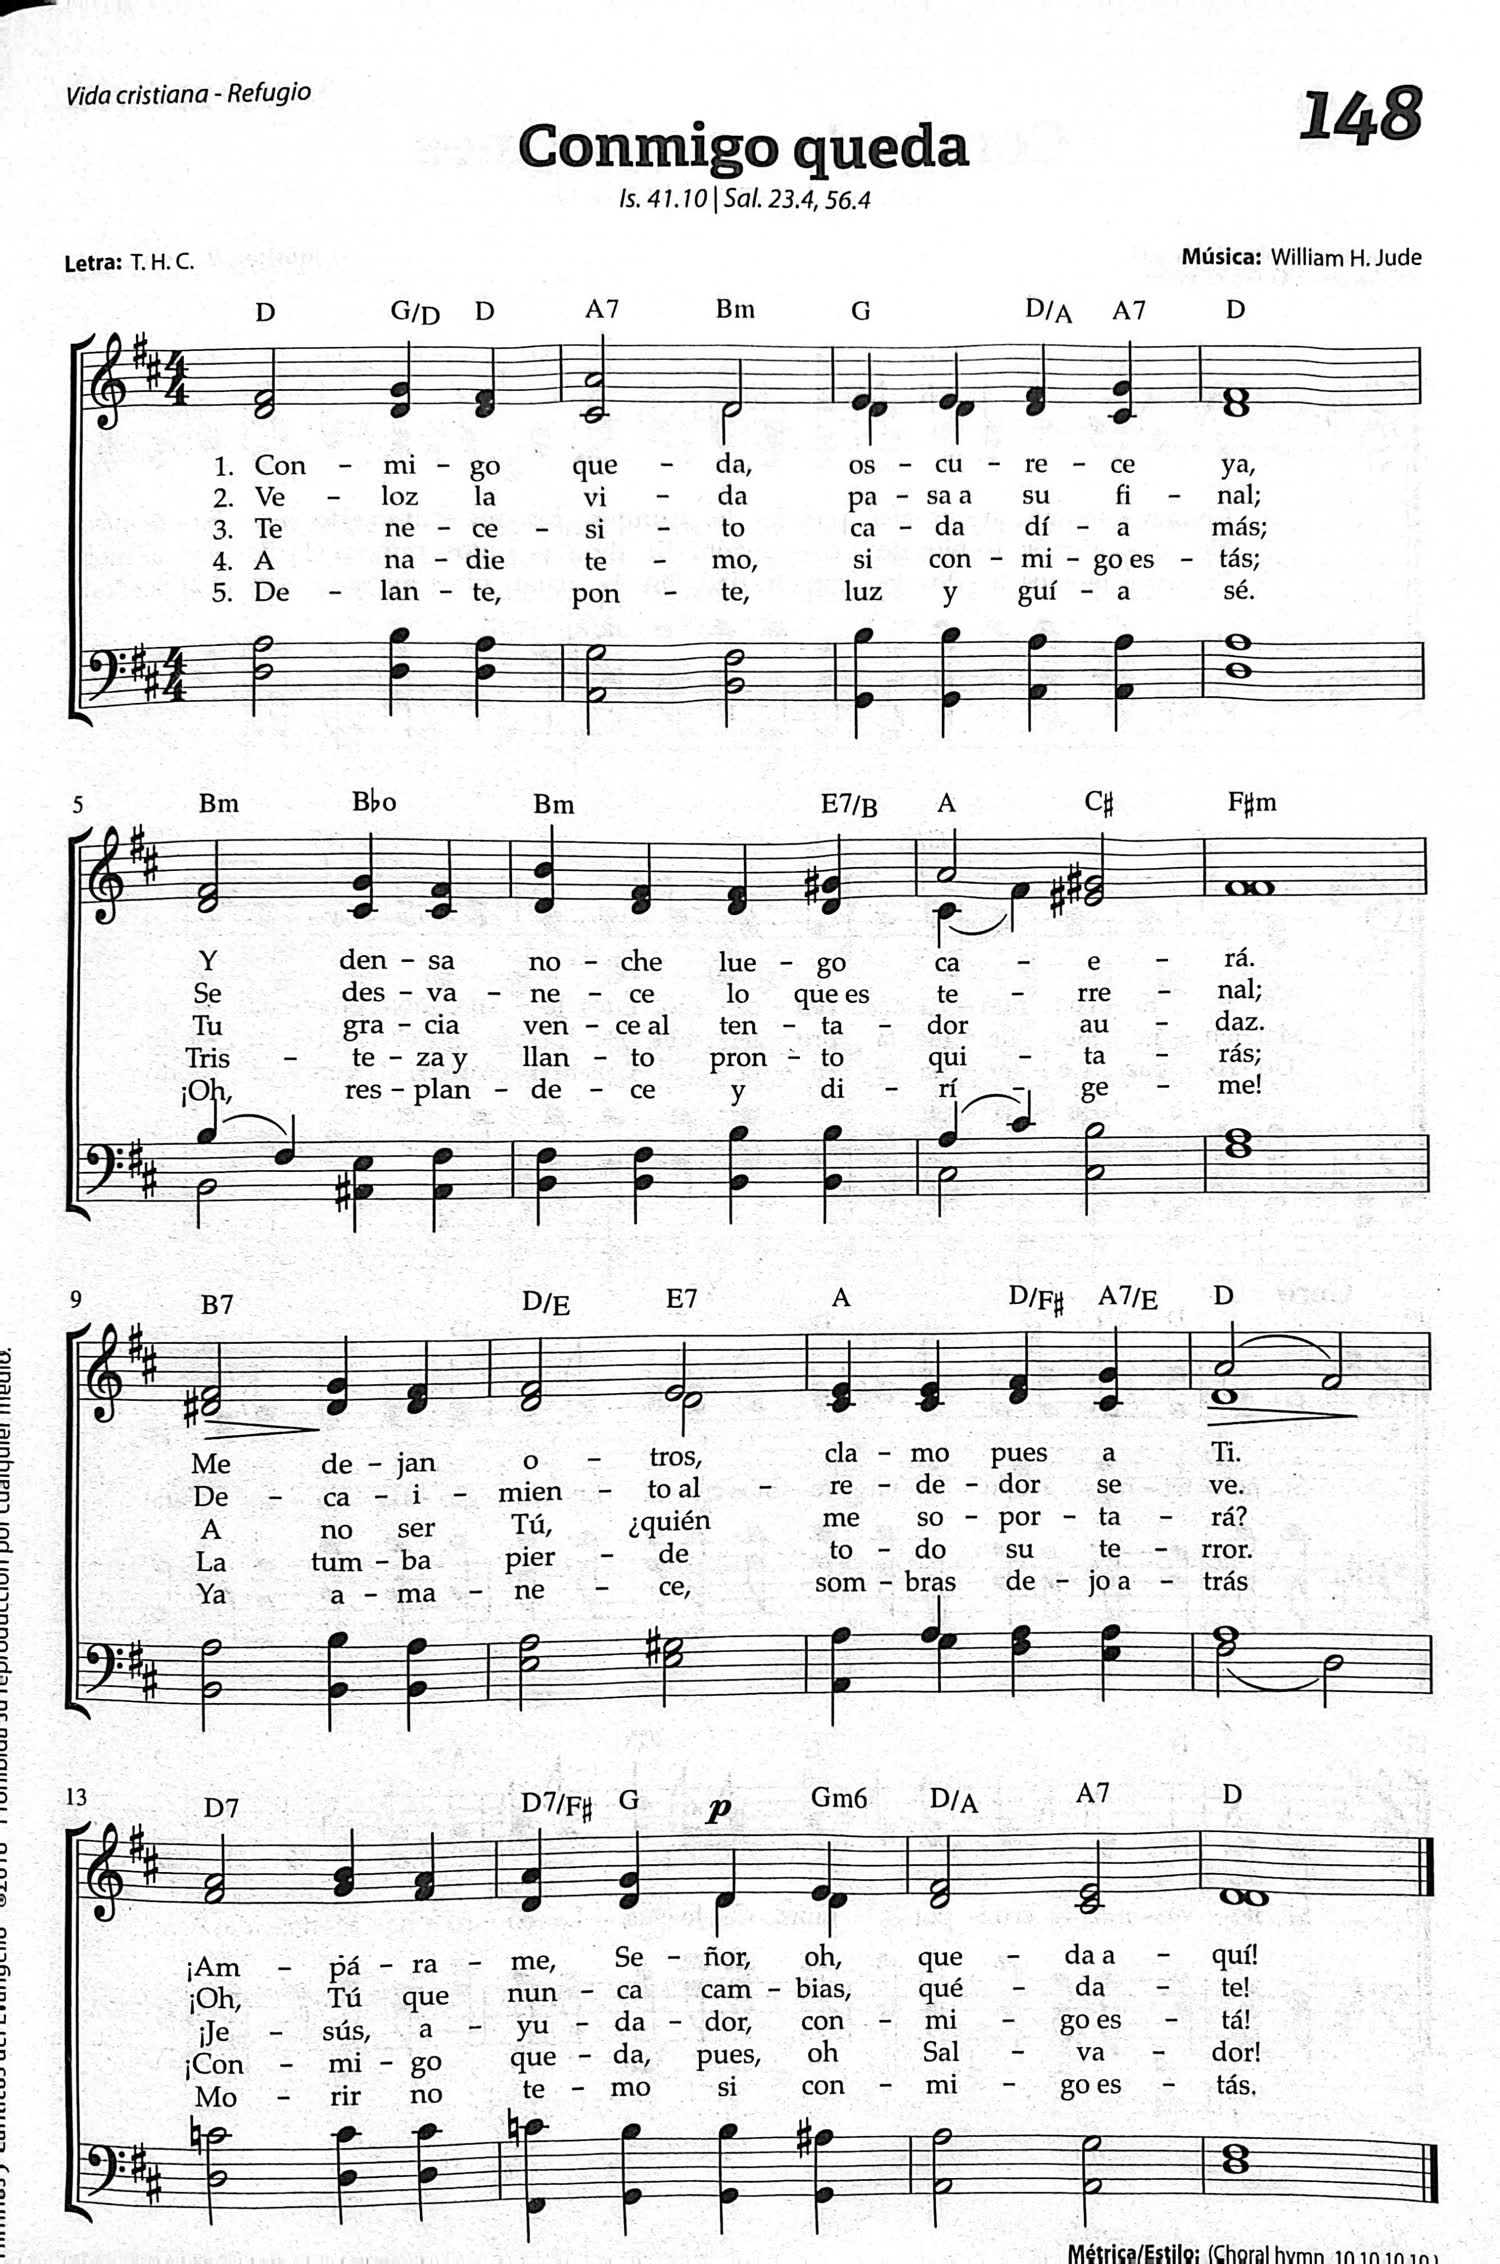 Vida cristiana - Refugio
148
Conmigo queda
Is. 41.10 | Sal. 23.4, 56.4
Letra: T. H. C.
Música: William H. Jude
D G/D D A7 Bm G D/A A7 D
1. Con - mi - go que - da, os - cu - re - ce ya,
2. Ve - loz la vi - da pa - sa a su fi - nal;
3. Te ne - ce - si - to ca - da dí - a más;
4. A na - die te - mo, si con - mi - go es - tás;
5. De - lan - te, pon - te, luz y guí - a sé.
5 Bm B♭o Bm E7/B A C♯ F♯m
Y den - sa no - che lue - go ca - e - rá.
Se des - va - ne - ce lo que es te - rre - nal;
Tu gra - cia ven - ce al ten - ta - dor au - daz.
Tris - te - za y llan - to pron - to qui - ta - rás;
¡Oh, res - plan - de - ce y di - rí - ge - me!
9 B7 D/E E7 A D/F♯ A7/E D
Me de - jan o - tros, cla - mo pues a Ti.
De - ca - i - mien - to al - re - de - dor se ve.
A no ser Tú, ¿quién me so - por - ta - rá?
La tum - ba pier - de to - do su te - rror.
Ya a - ma - ne - ce, som - bras de - jo a - trás
13 D7 D7/F♯ G p Gm6 D/A A7 D
¡Am - pá - ra - me, Se - ñor, oh, que - da a - quí!
¡Oh, Tú que nun - ca cam - bias, qué - da - te!
¡Je - sús, a - yu - da - dor, con - mi - go es - tá!
¡Con - mi - go que - da, pues, oh Sal - va - dor!
Mo - rir no te - mo si con - mi - go es - tás.
Métrica/Estilo: (Choral hymn, 10.10.10.10.)
Prohibida su reproducción por cualquier medio.